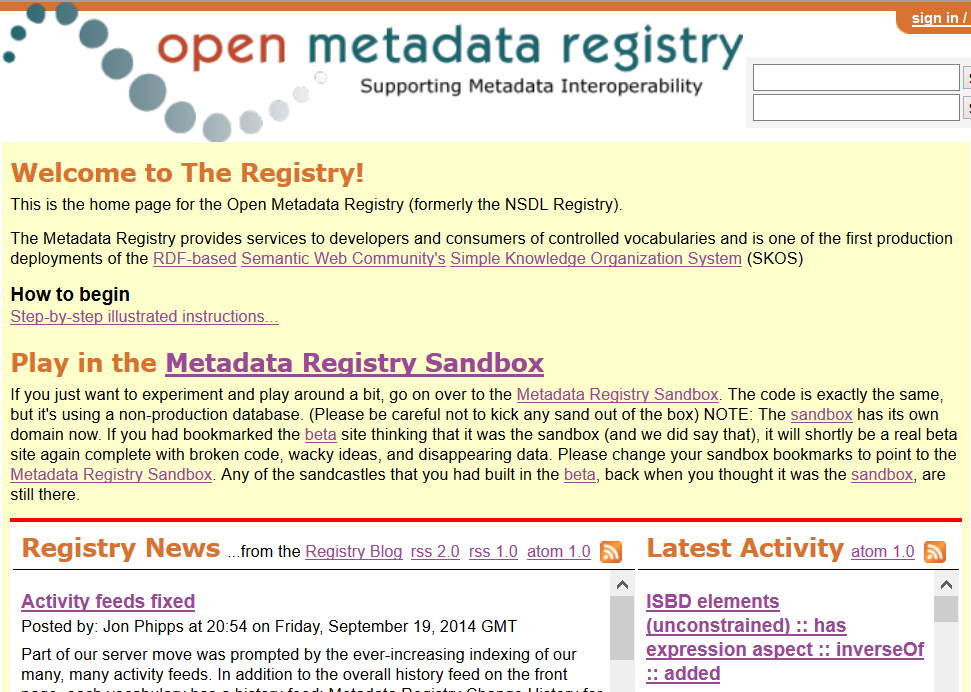 sign in /
open metadata registry
Supporting Metadata Interoperability
Welcome to The Registry!
This is the home page for the Open Metadata Registry (formerly the NSDL Registry).
The Metadata Registry provides services to developers and consumers of controlled vocabularies and is one of the first production
deployments of the RDF-based Semantic Web Community's Simple Knowledge Organization System (SKOS)
How to begin
Step-by-step illustrated instructions...
Play in the Metadata Registry Sandbox
If you just want to experiment and play around a bit, go on over to the Metadata Registry Sandbox. The code is exactly the same,
but it's using a non-production database. (Please be careful not to kick any sand out of the box) NOTE: The sandbox has its own
domain now. If you had bookmarked the beta site thinking that it was the sandbox (and we did say that), it will shortly be a real beta
site again complete with broken code, wacky ideas, and disappearing data. Please change your sandbox bookmarks to point to the
Metadata Registry Sandbox. Any of the sandcastles that you had built in the beta, back when you thought it was the sandbox, are
still there.
Registry News ...from the Registry Blog rss 2.0 rss 1.0 atom 1.0
Activity feeds fixed
Posted by: Jon Phipps at 20:54 on Friday, September 19, 2014 GMT
Part of our server move was prompted by the ever-increasing indexing of our
many, many activity feeds. In addition to the overall history feed on the front
page, each vocabulary has a history feed: Metadata Registry Change History for
Latest Activity atom 1.0
ISBD elements
(unconstrained) :: has
expression aspect :: inverseOf
:: added